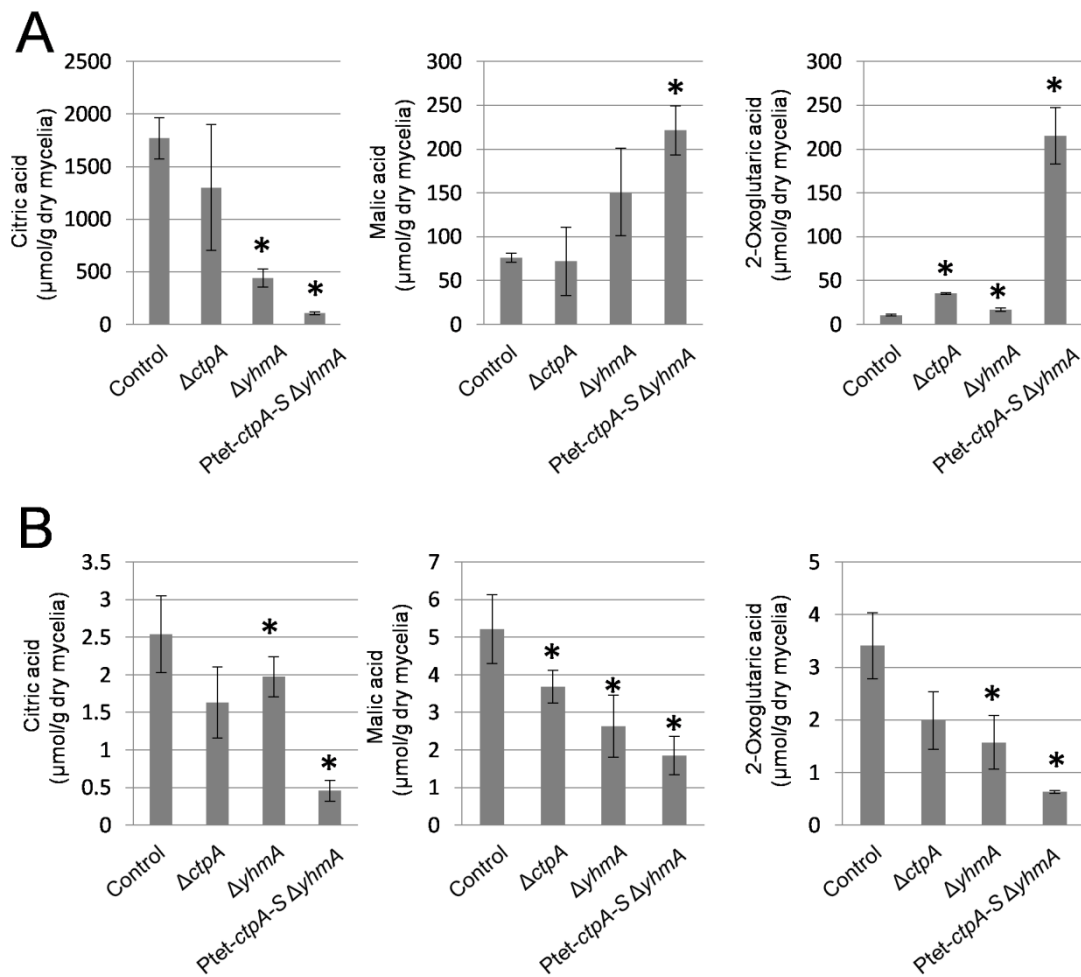 A
Citric acid
(µmol/g dry mycelia)
2500
2000
1500
1000
500
0
*
*
Control
ΔctpA
ΔyhmA
Ptet-ctpA-S ΔyhmA
Malic acid
(µmol/g dry mycelia)
300
250
200
150
100
50
0
*
Control
ΔctpA
ΔyhmA
Ptet-ctpA-S ΔyhmA
2-Oxoglutaric acid
(µmol/g dry mycelia)
300
250
200
150
100
50
0
*
*
*
Control
ΔctpA
ΔyhmA
Ptet-ctpA-S ΔyhmA
B
Citric acid
(µmol/g dry mycelia)
3.5
3
2.5
2
1.5
1
0.5
0
*
*
Control
ΔctpA
ΔyhmA
Ptet-ctpA-S ΔyhmA
Malic acid
(µmol/g dry mycelia)
7
6
5
4
3
2
1
0
*
*
*
Control
ΔctpA
ΔyhmA
Ptet-ctpA-S ΔyhmA
2-Oxoglutaric acid
(µmol/g dry mycelia)
5
4
3
2
1
0
*
*
Control
ΔctpA
ΔyhmA
Ptet-ctpA-S ΔyhmA